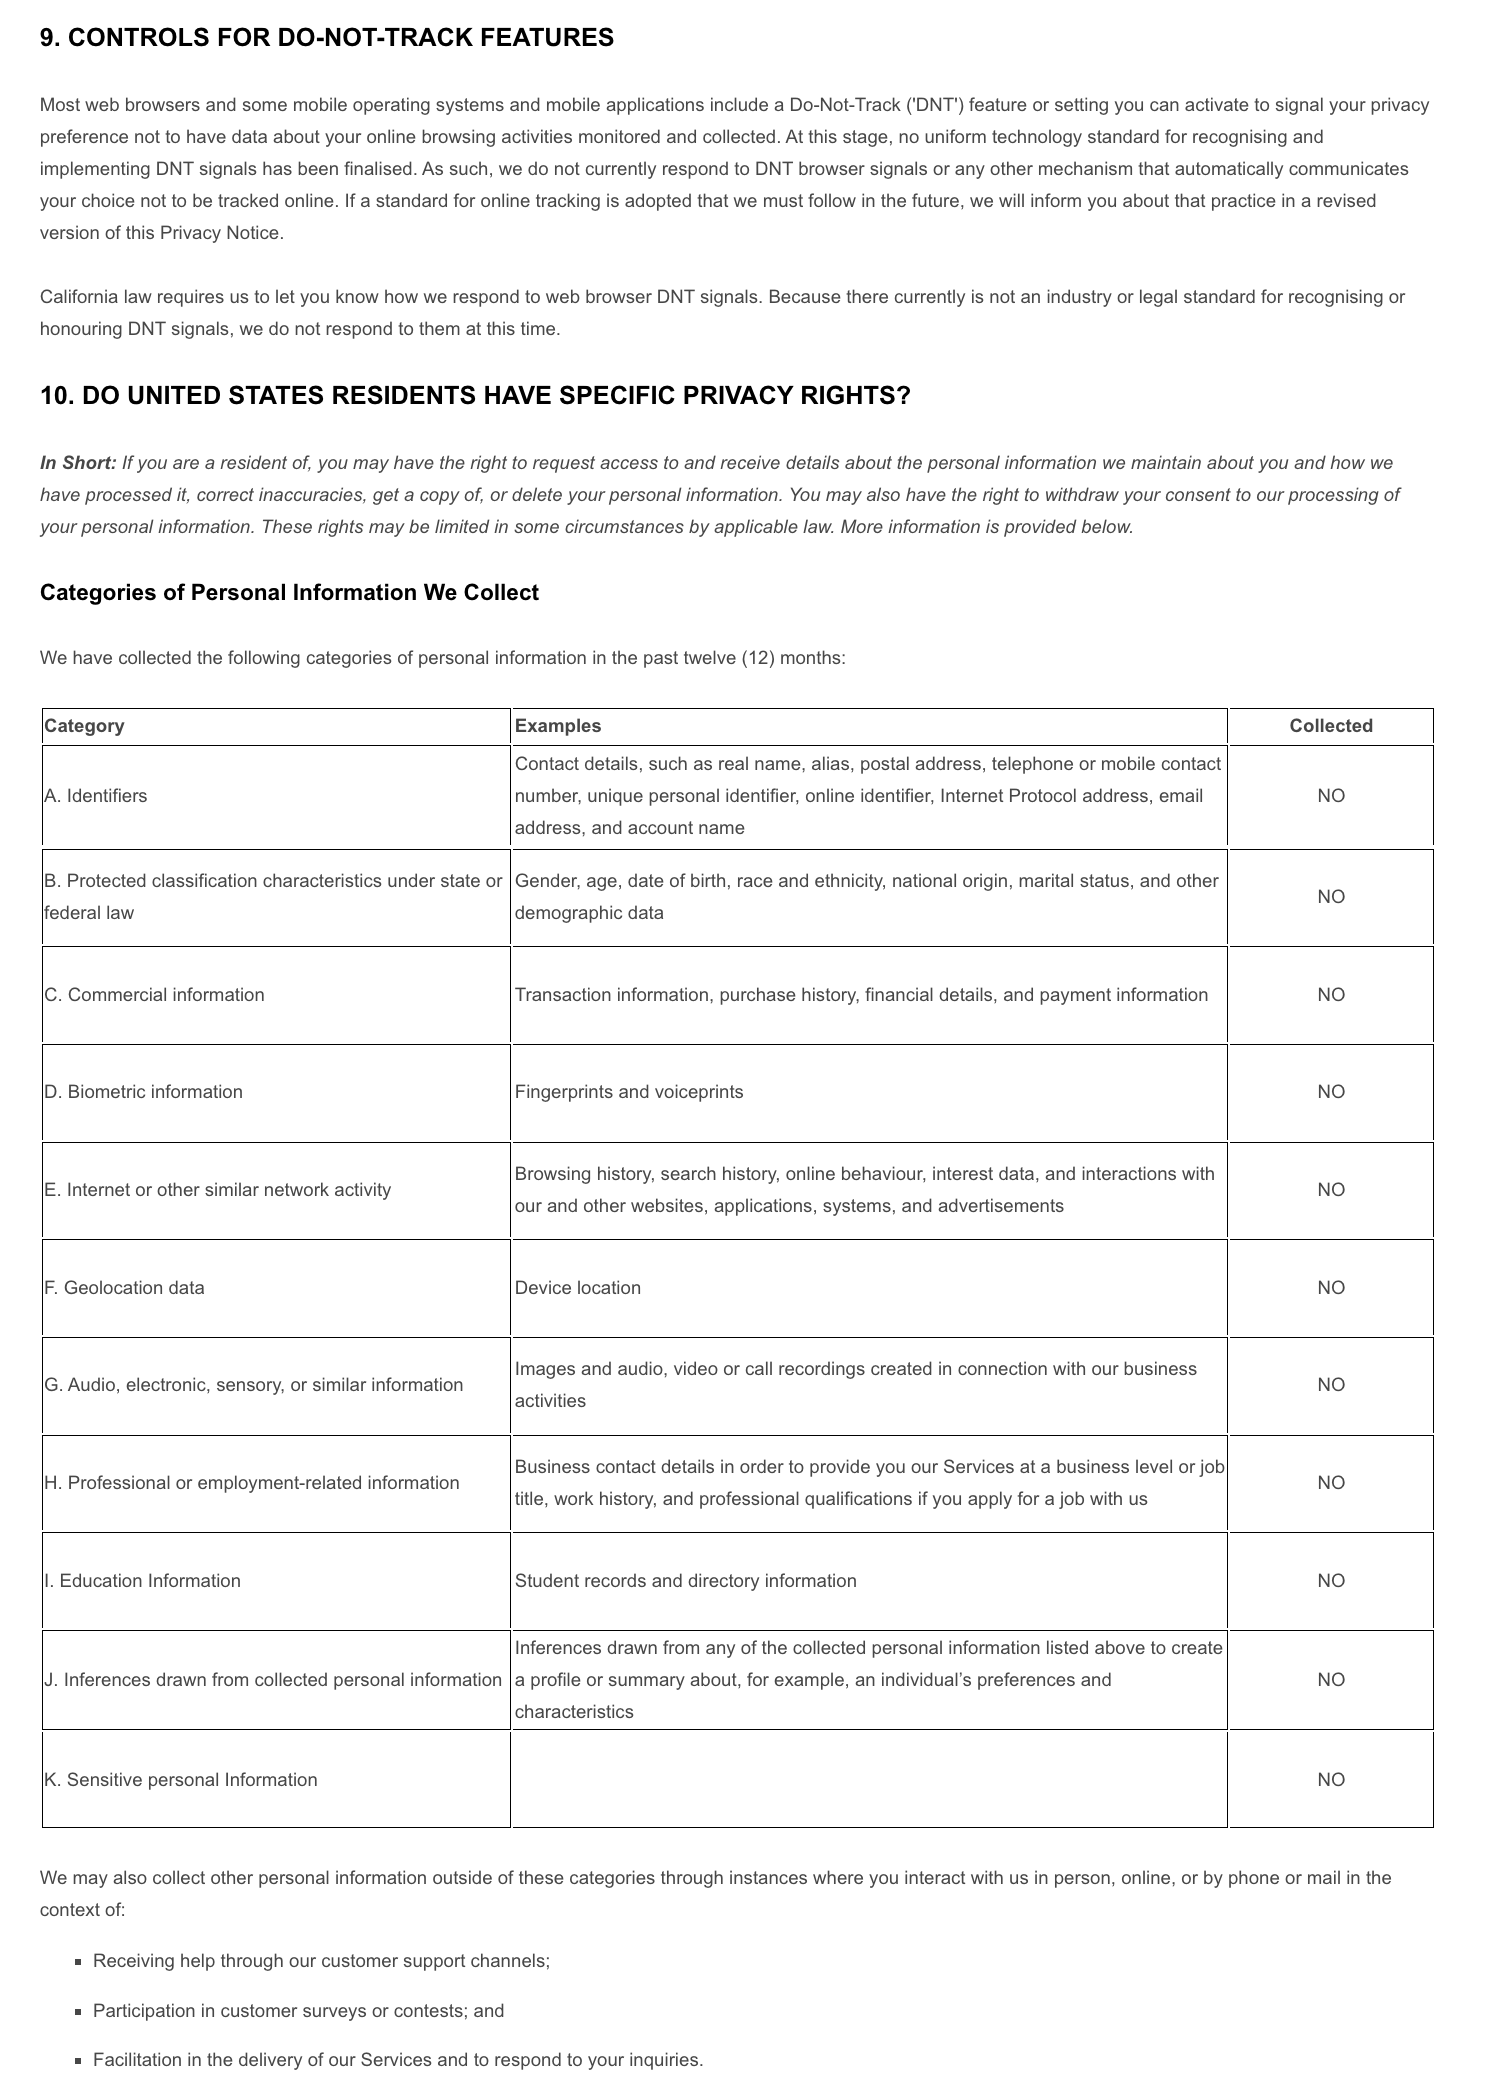 9. CONTROLS FOR DO-NOT-TRACK FEATURES
Most web browsers and some mobile operating systems and mobile applications include a Do-Not-Track ('DNT') feature or setting you can activate to signal your privacy
preference not to have data about your online browsing activities monitored and collected. At this stage, no uniform technology standard for recognising and
implementing DNT signals has been finalised. As such, we do not currently respond to DNT browser signals or any other mechanism that automatically communicates
your choice not to be tracked online. If a standard for online tracking is adopted that we must follow in the future, we will inform you about that practice in a revised
version of this Privacy Notice.
California law requires us to let you know how we respond to web browser DNT signals. Because there currently is not an industry or legal standard for recognising or
honouring DNT signals, we do not respond to them at this time.
10. DO UNITED STATES RESIDENTS HAVE SPECIFIC PRIVACY RIGHTS?
In Short: If you are a resident of, you may have the right to request access to and receive details about the personal information we maintain about you and how we
have processed it, correct inaccuracies, get a copy of, or delete your personal information. You may also have the right to withdraw your consent to our processing of
your personal information. These rights may be limited in some circumstances by applicable law. More information is provided below.
Categories of Personal Information We Collect
We have collected the following categories of personal information in the past twelve (12) months:
Category Examples Collected
A. Identifiers
Contact details, such as real name, alias, postal address, telephone or mobile contact
number, unique personal identifier, online identifier, Internet Protocol address, email
address, and account name
NO
B. Protected classification characteristics under state or
federal law
Gender, age, date of birth, race and ethnicity, national origin, marital status, and other
demographic data
NO
C. Commercial information
Transaction information, purchase history, financial details, and payment information
NO
D. Biometric information
Fingerprints and voiceprints
NO
E. Internet or other similar network activity
Browsing history, search history, online behaviour, interest data, and interactions with
our and other websites, applications, systems, and advertisements
NO
F. Geolocation data
Device location
NO
G. Audio, electronic, sensory, or similar information
Images and audio, video or call recordings created in connection with our business
activities
NO
H. Professional or employment-related information
Business contact details in order to provide you our Services at a business level or job
title, work history, and professional qualifications if you apply for a job with us
NO
I. Education Information
Student records and directory information
NO
J. Inferences drawn from collected personal information
Inferences drawn from any of the collected personal information listed above to create
a profile or summary about, for example, an individual’s preferences and
characteristics
NO
K. Sensitive personal Information
NO
We may also collect other personal information outside of these categories through instances where you interact with us in person, online, or by phone or mail in the
context of:
▪ Receiving help through our customer support channels;
▪ Participation in customer surveys or contests; and
▪ Facilitation in the delivery of our Services and to respond to your inquiries.